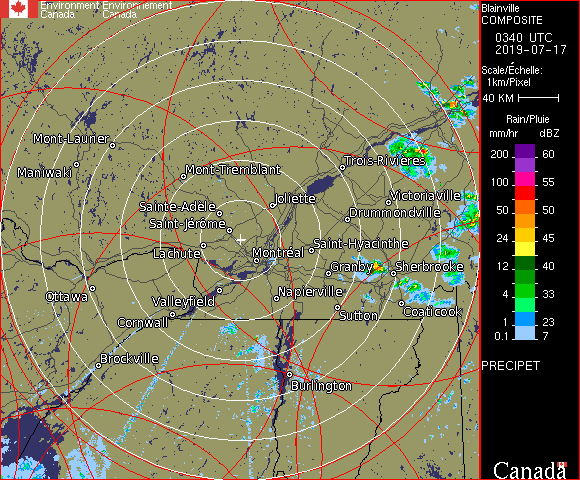 Environment Environnement
Canada Canada
Blainville
COMPOSITE
0340 UTC
2019-07-17
Scale/Échelle:
1km/Pixel
40 KM
Rain/Pluie
mm/hr dBZ
200 60
100 55
50 50
24 45
12 40
4 33
2 30
1 23
0.1 7
PRECIPET
Canada
Mont-Laurier
Maniwaki
Mont-Tremblant
Trois-Rivières
Sainte-Adèle
Joliette
Victoriaville
Saint-Jérôme
Drummondville
Lachute
Montréal
Saint-Hyacinthe
Granby
Sherbrooke
Ottawa
Valleyfield
Napierville
Coaticook
Cornwall
Sutton
Brockville
Burlington